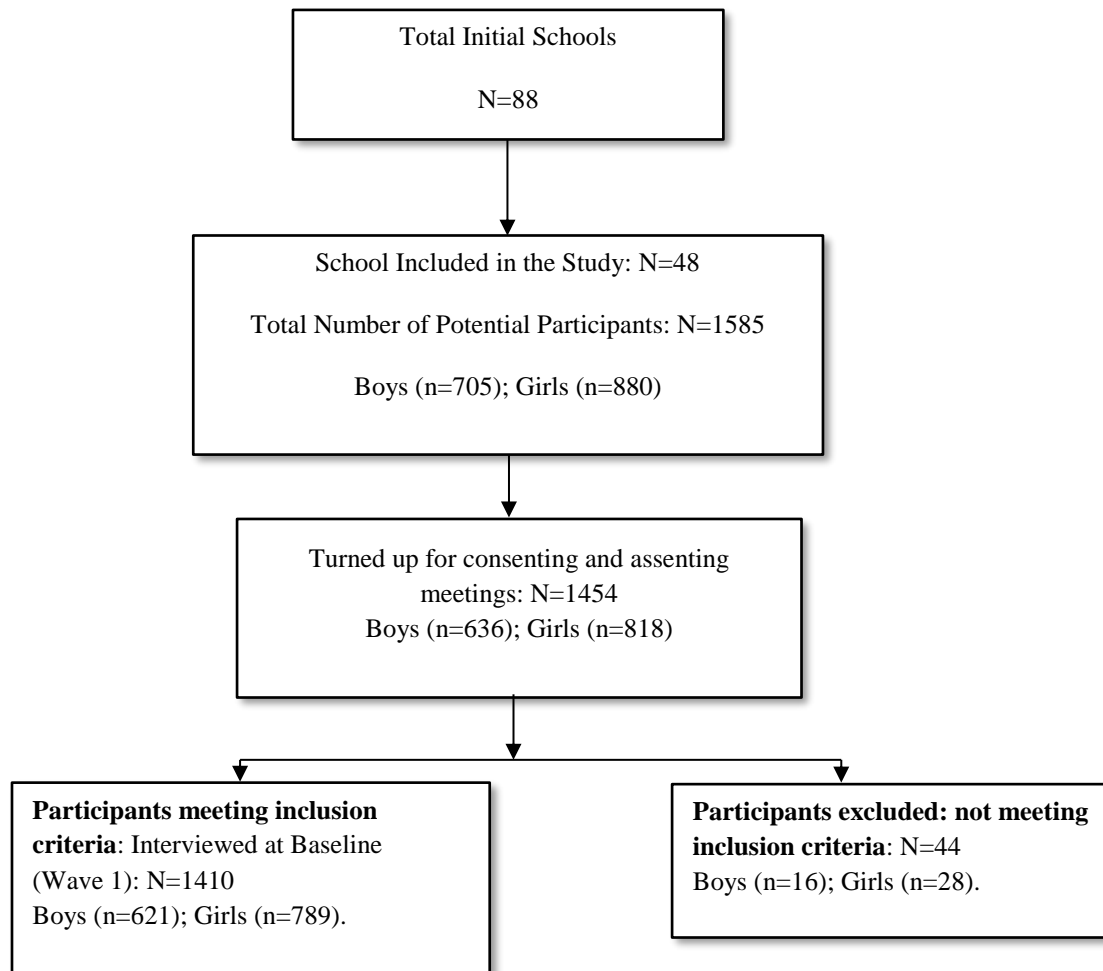 Total Initial Schools
N=88
School Included in the Study: N=48
Total Number of Potential Participants: N=1585
Boys (n=705); Girls (n=880)
Turned up for consenting and assenting
meetings: N=1454
Boys (n=636); Girls (n=818)
Participants meeting inclusion
criteria: Interviewed at Baseline
(Wave 1): N=1410
Boys (n=621); Girls (n=789).
Participants excluded: not meeting
inclusion criteria: N=44
Boys (n=16); Girls (n=28).